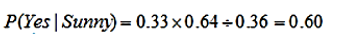 P(Yes | Sunny) = 0.33 × 0.64 ÷ 0.36 = 0.60